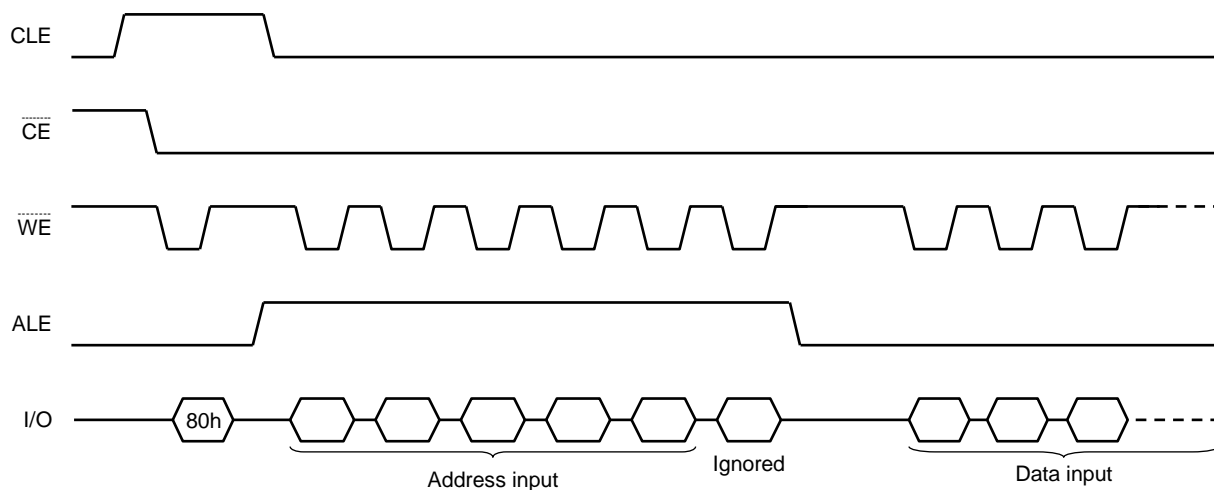 CLE
CE
WE
ALE
I/O
80h
Address input
Ignored
Data input